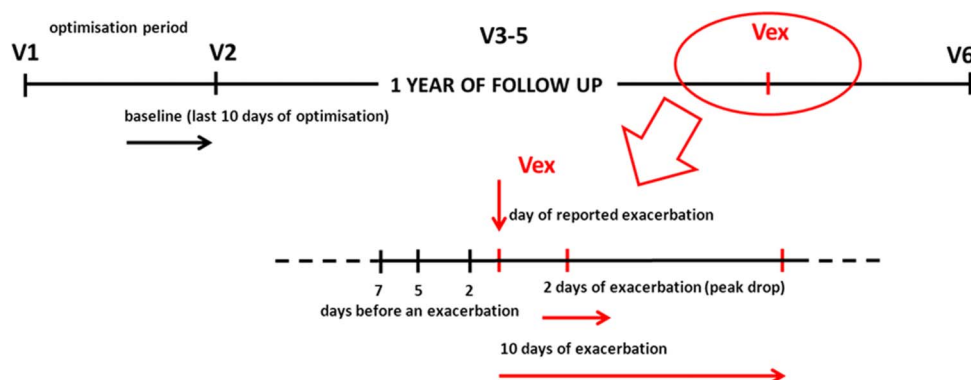 optimisation period
V1
V2
V3-5
Vex
V6
1 YEAR OF FOLLOW UP
baseline (last 10 days of optimisation)
Vex
day of reported exacerbation
7
5
2
2 days of exacerbation (peak drop)
days before an exacerbation
10 days of exacerbation